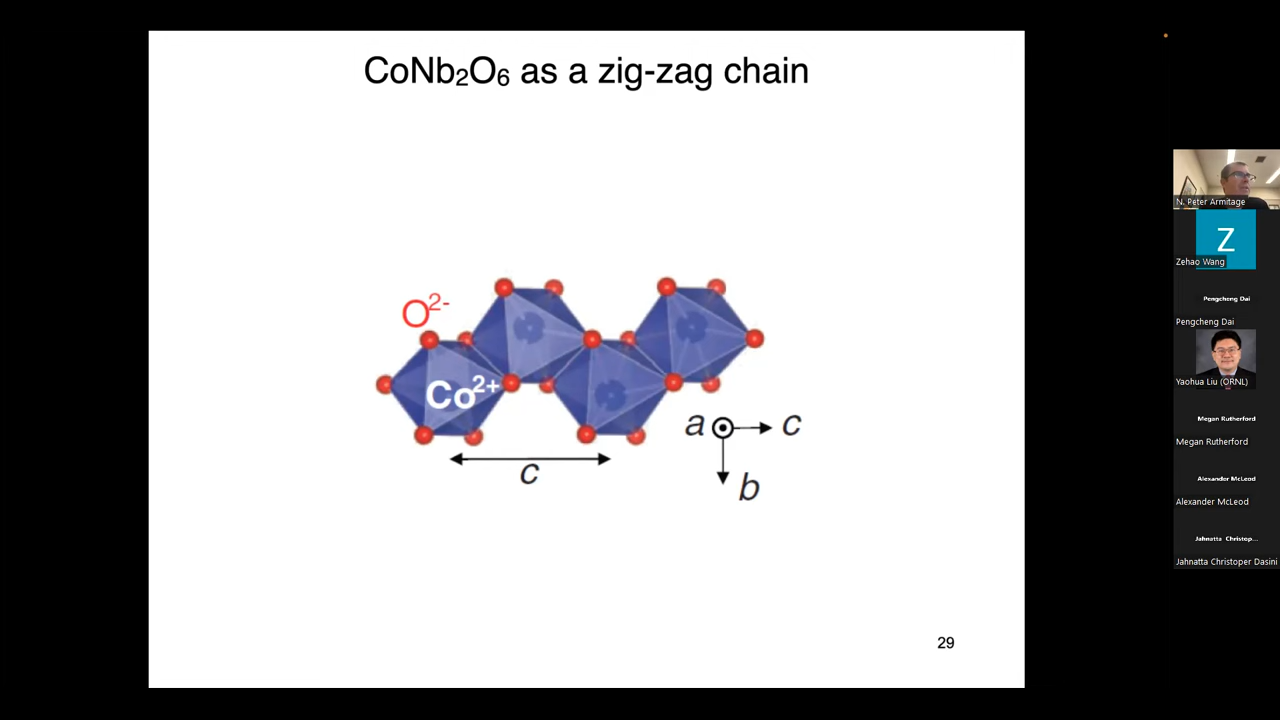 CoNb₂O₆ as a zig-zag chain
O²⁻
Co²⁺
a
c
c
b
29
N. Peter Armitage
Z
Zehao Wang
Pengcheng Dai
Pengcheng Dai
Yaohua Liu (ORNL)
Megan Rutherford
Megan Rutherford
Alexander McLeod
Alexander McLeod
Jahnatta Christop...
Jahnatta Christoper Dasini